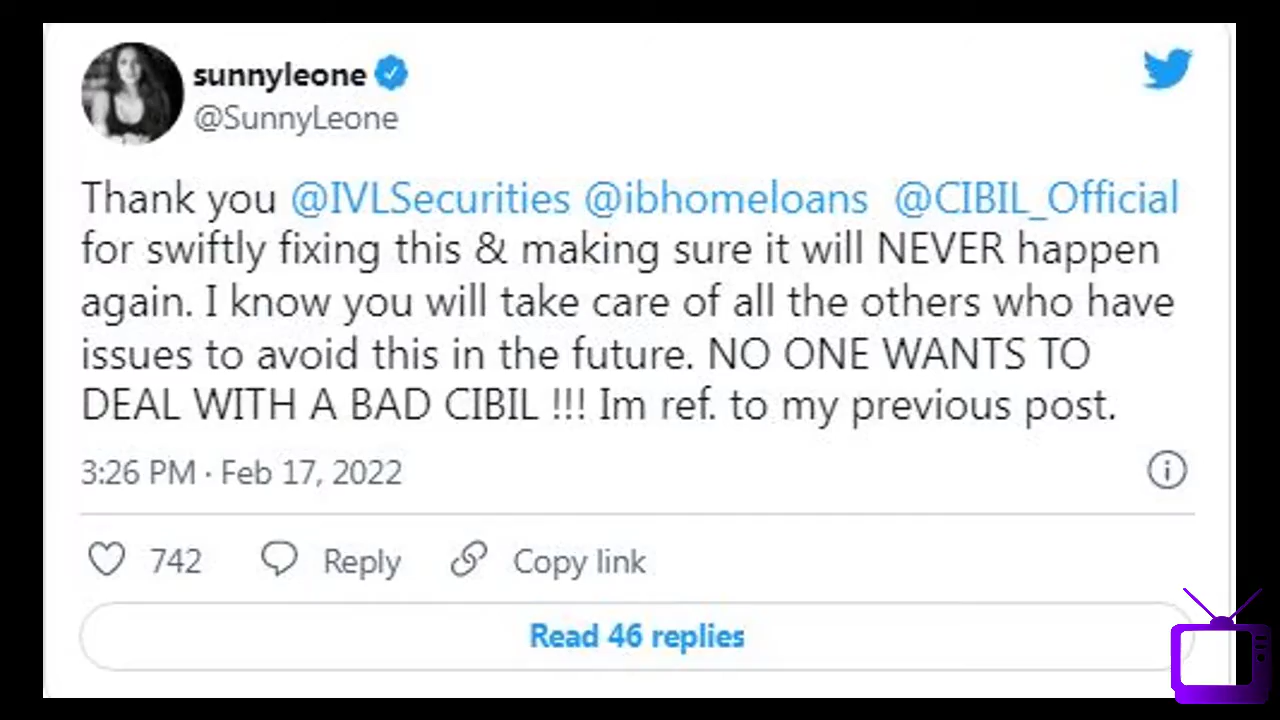 sunnyleone
@SunnyLeone
Thank you @IVLSecurities @ibhomeloans @CIBIL_Official
for swiftly fixing this & making sure it will NEVER happen
again. I know you will take care of all the others who have
issues to avoid this in the future. NO ONE WANTS TO
DEAL WITH A BAD CIBIL !!! Im ref. to my previous post.
3:26 PM · Feb 17, 2022
742 Reply Copy link
Read 46 replies